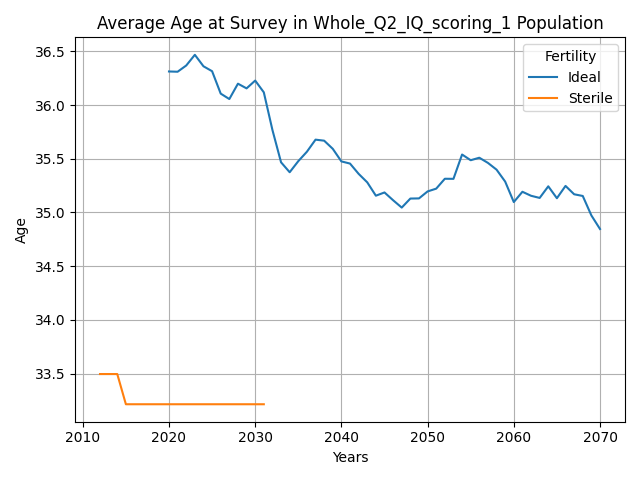 Average Age at Survey in Whole_Q2_IQ_scoring_1 Population
Fertility
Ideal
Sterile
36.5
36.0
35.5
35.0
34.5
34.0
33.5
Age
2010 2020 2030 2040 2050 2060 2070
Years